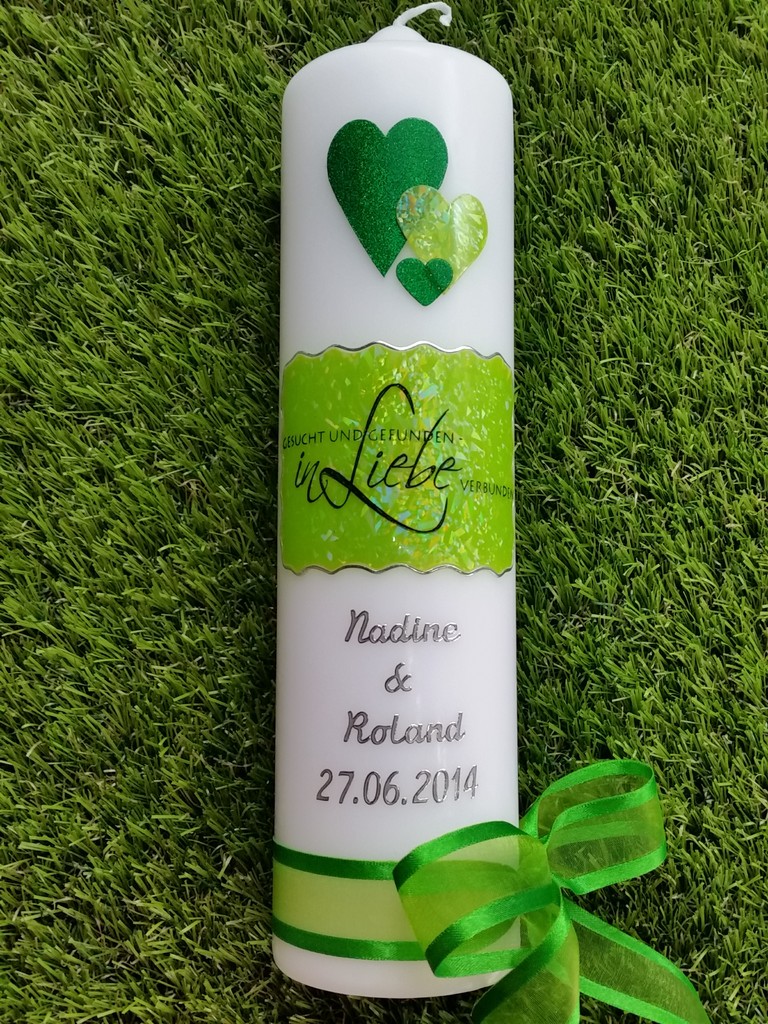 GESUCHT UND GEFUNDEN -
in Liebe
VERBUNDEN
Nadine
&
Roland
27.06.2014